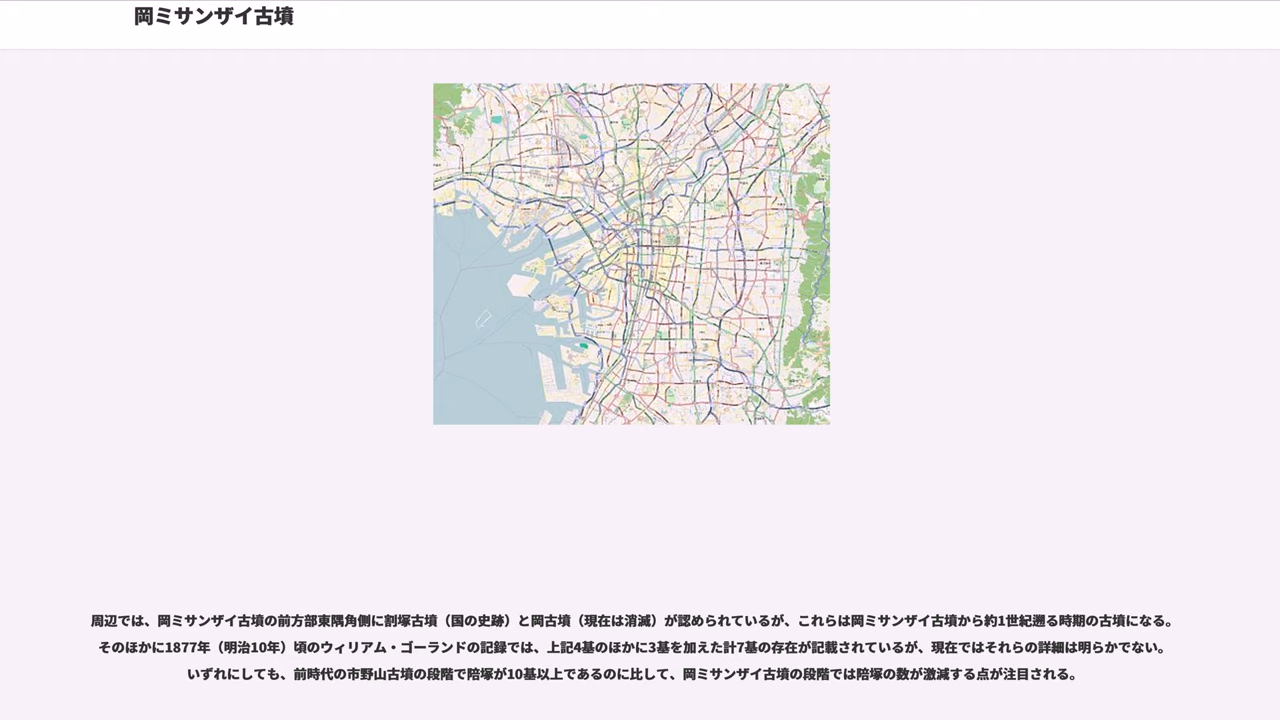 岡ミサンザイ古墳
周辺では、岡ミサンザイ古墳の前方部東隅角側に割塚古墳（国の史跡）と岡古墳（現在は消滅）が認められているが、これらは岡ミサンザイ古墳から約1世紀遡る時期の古墳になる。
そのほかに1877年（明治10年）頃のウィリアム・ゴーランドの記録では、上記4基のほかに3基を加えた計7基の存在が記載されているが、現在ではそれらの詳細は明らかでない。
いずれにしても、前時代の市野山古墳の段階で陪塚が10基以上であるのに比して、岡ミサンザイ古墳の段階では陪塚の数が激減する点が注目される。